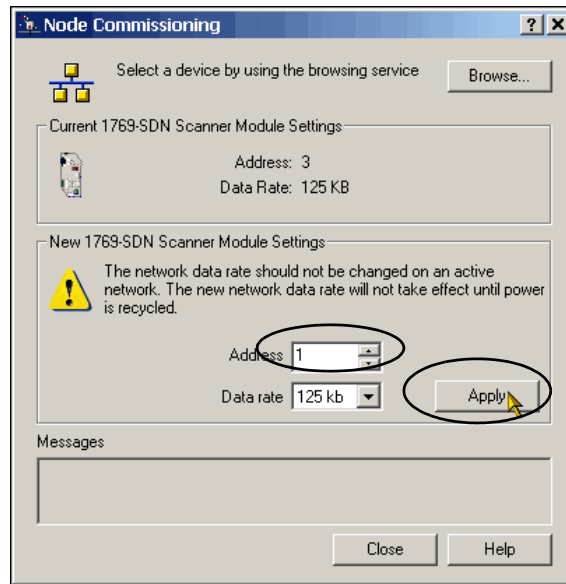 Node Commissioning
Select a device by using the browsing service
Browse...
Current 1769-SDN Scanner Module Settings
Address: 3
Data Rate: 125 KB
New 1769-SDN Scanner Module Settings
The network data rate should not be changed on an active
network. The new network data rate will not take effect until power
is recycled.
Address 1
Data rate 125 kb
Apply
Messages
Close
Help